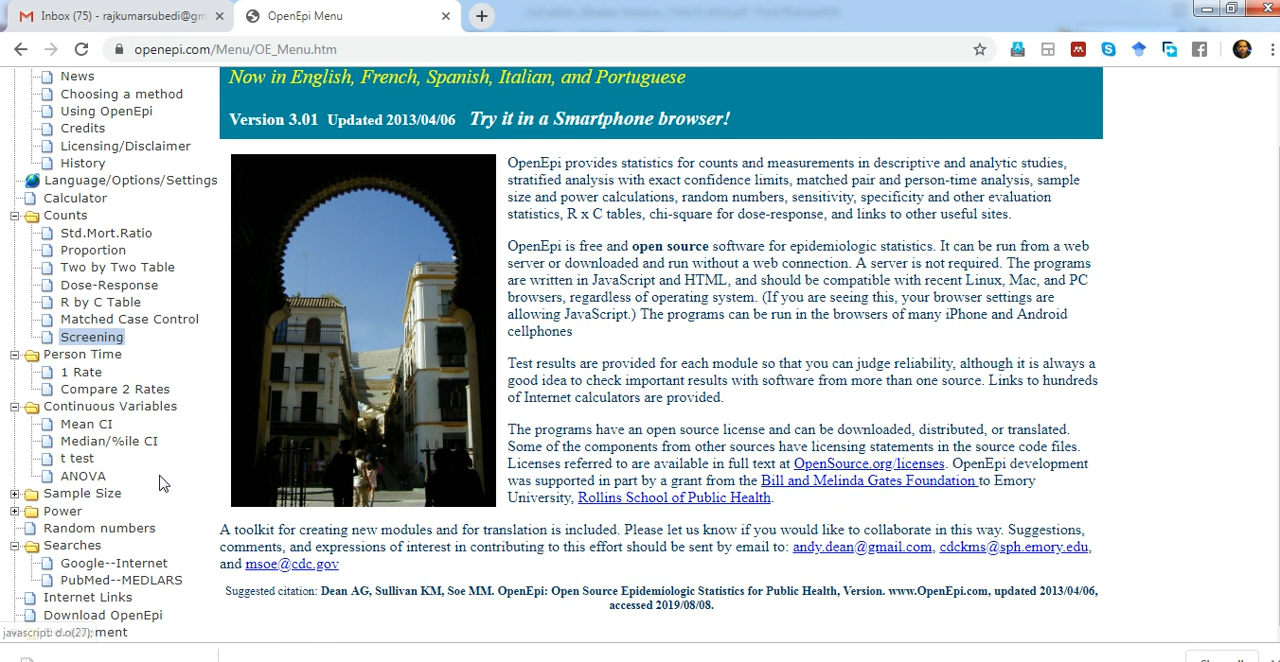 Inbox (75) - rajkumarsubedi@gm
OpenEpi Menu
openepi.com/Menu/OE_Menu.htm
News
Choosing a method
Using OpenEpi
Credits
Licensing/Disclaimer
History
Language/Options/Settings
Calculator
Counts
Std.Mort.Ratio
Proportion
Two by Two Table
Dose-Response
R by C Table
Matched Case Control
Screening
Person Time
1 Rate
Compare 2 Rates
Continuous Variables
Mean CI
Median/%ile CI
t test
ANOVA
Sample Size
Power
Random numbers
Searches
Google--Internet
PubMed--MEDLARS
Internet Links
Download OpenEpi
javascript: d.o(27); ment
Now in English, French, Spanish, Italian, and Portuguese
Version 3.01 Updated 2013/04/06 Try it in a Smartphone browser!
OpenEpi provides statistics for counts and measurements in descriptive and analytic studies,
stratified analysis with exact confidence limits, matched pair and person-time analysis, sample
size and power calculations, random numbers, sensitivity, specificity and other evaluation
statistics, R x C tables, chi-square for dose-response, and links to other useful sites.
OpenEpi is free and open source software for epidemiologic statistics. It can be run from a web
server or downloaded and run without a web connection. A server is not required. The programs
are written in JavaScript and HTML, and should be compatible with recent Linux, Mac, and PC
browsers, regardless of operating system. (If you are seeing this, your browser settings are
allowing JavaScript.) The programs can be run in the browsers of many iPhone and Android
cellphones
Test results are provided for each module so that you can judge reliability, although it is always a
good idea to check important results with software from more than one source. Links to hundreds
of Internet calculators are provided.
The programs have an open source license and can be downloaded, distributed, or translated.
Some of the components from other sources have licensing statements in the source code files.
Licenses referred to are available in full text at OpenSource.org/licenses. OpenEpi development
was supported in part by a grant from the Bill and Melinda Gates Foundation to Emory
University, Rollins School of Public Health.
A toolkit for creating new modules and for translation is included. Please let us know if you would like to collaborate in this way. Suggestions,
comments, and expressions of interest in contributing to this effort should be sent by email to: andy.dean@gmail.com, cdckms@sph.emory.edu,
and msoe@cdc.gov
Suggested citation: Dean AG, Sullivan KM, Soe MM. OpenEpi: Open Source Epidemiologic Statistics for Public Health, Version. www.OpenEpi.com, updated 2013/04/06,
accessed 2019/08/08.